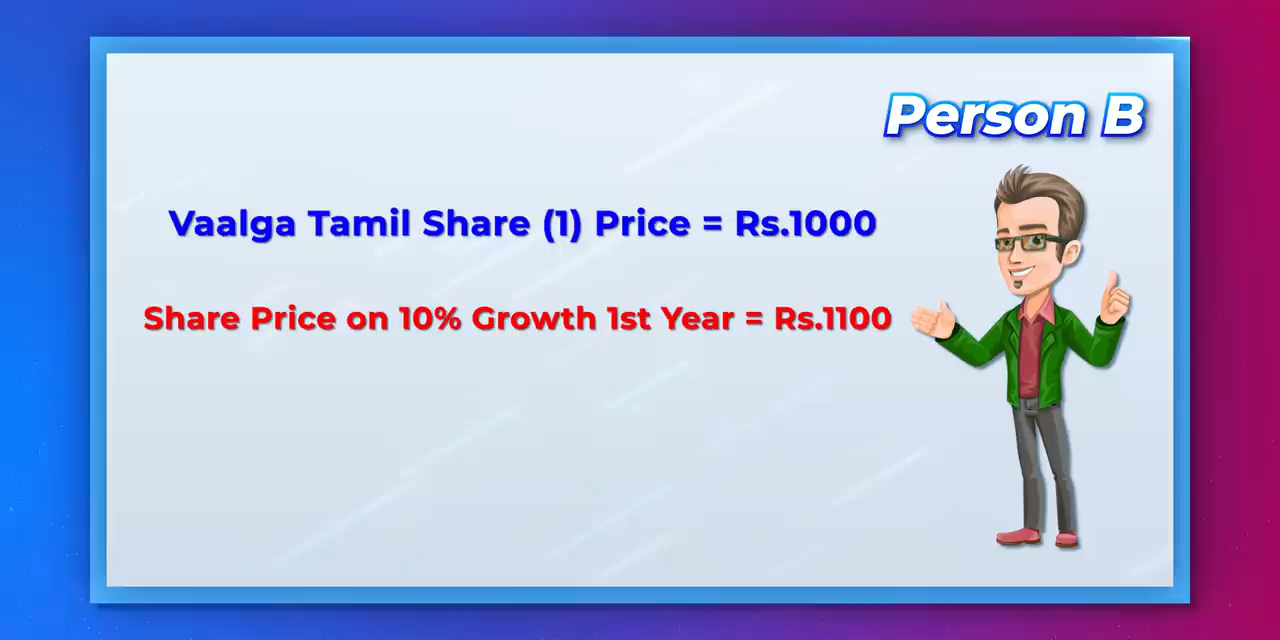 Person B
Vaalga Tamil Share (1) Price = Rs.1000
Share Price on 10% Growth 1st Year = Rs.1100